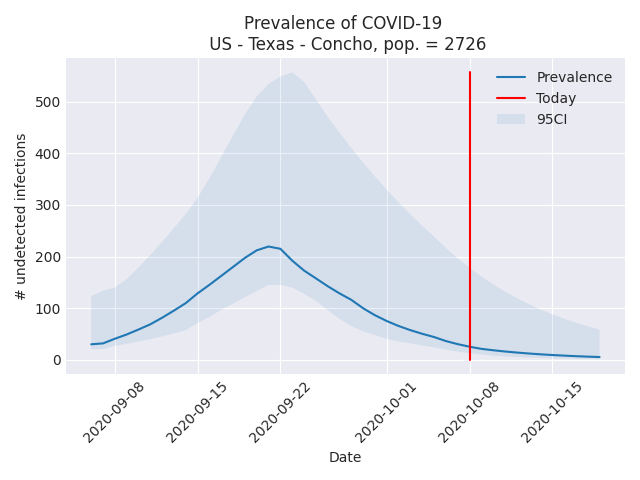 Prevalence of COVID-19
US - Texas - Concho, pop. = 2726
Prevalence
Today
95CI
# undetected infections
500
400
300
200
100
0
2020-09-08
2020-09-15
2020-09-22
2020-10-01
2020-10-08
2020-10-15
Date